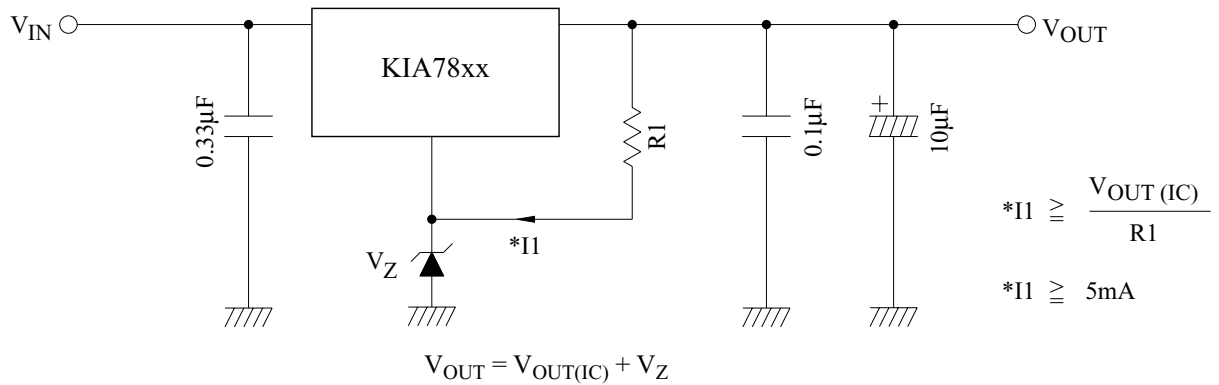 V_IN
KIA78xx
V_OUT
0.33μF
R1
0.1μF
+
10μF
*I1
V_Z
*I1 ≧ V_OUT (IC)
R1
*I1 ≧ 5mA
V_OUT = V_OUT(IC) + V_Z